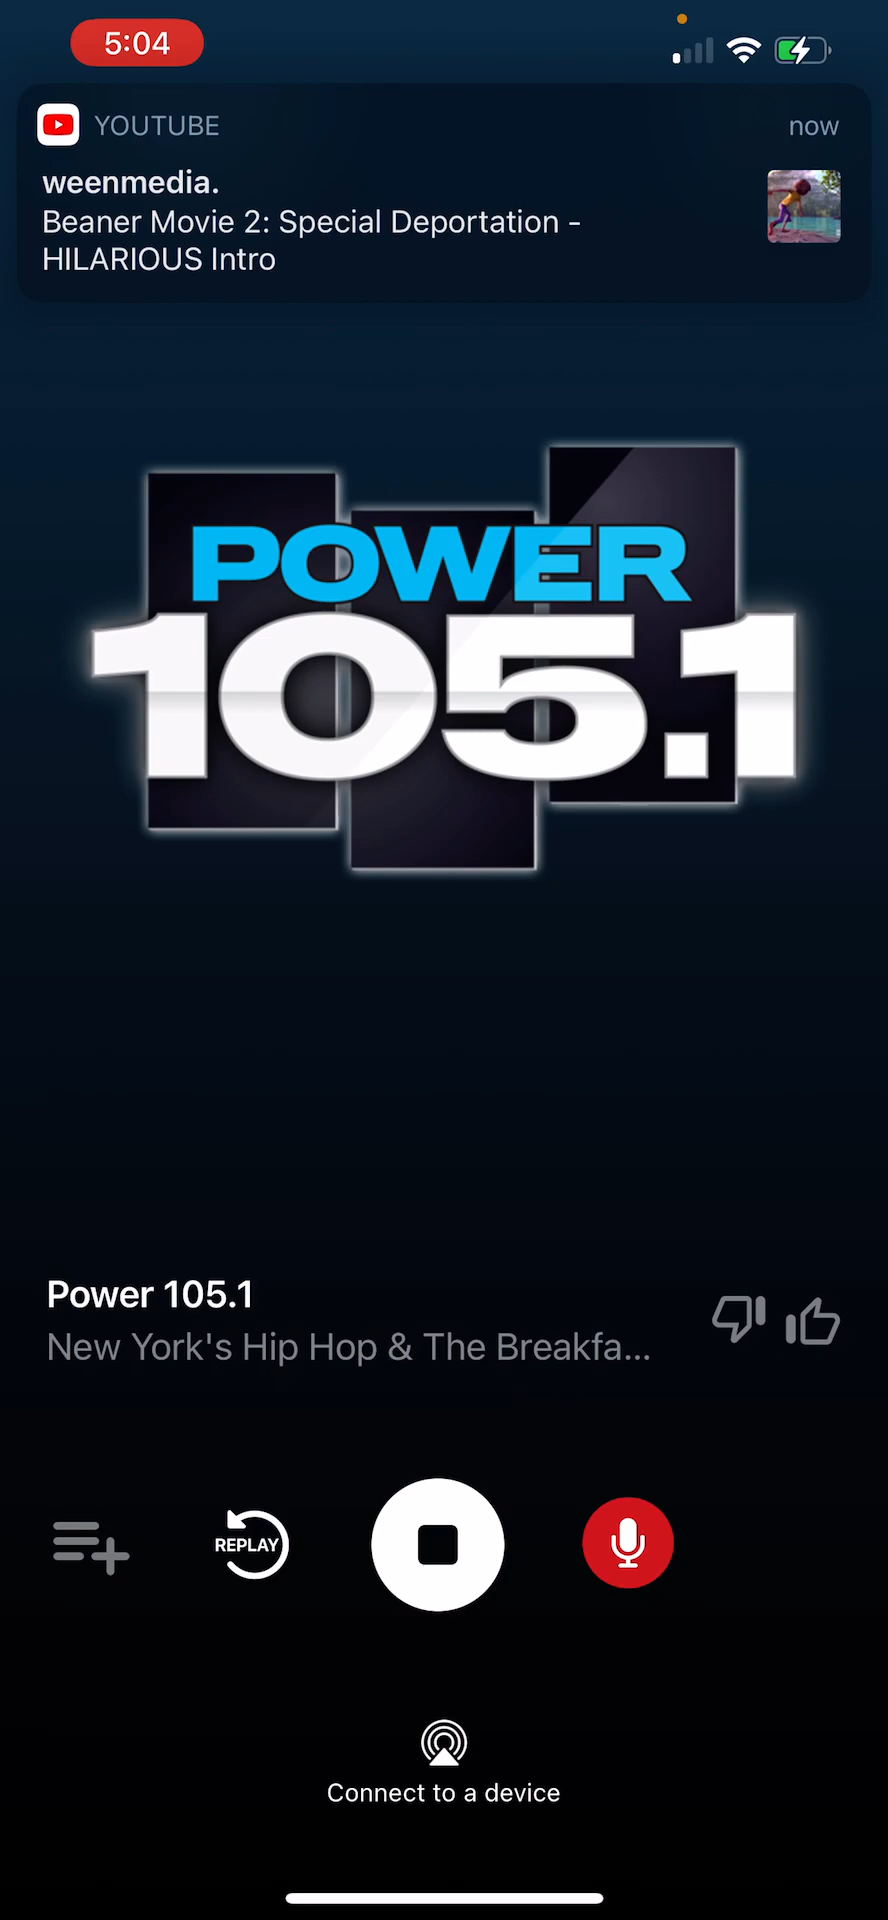 5:04
YOUTUBE
now
weenmedia.
Beaner Movie 2: Special Deportation -
HILARIOUS Intro
POWER
105.1
Power 105.1
New York's Hip Hop & The Breakfa...
REPLAY
Connect to a device